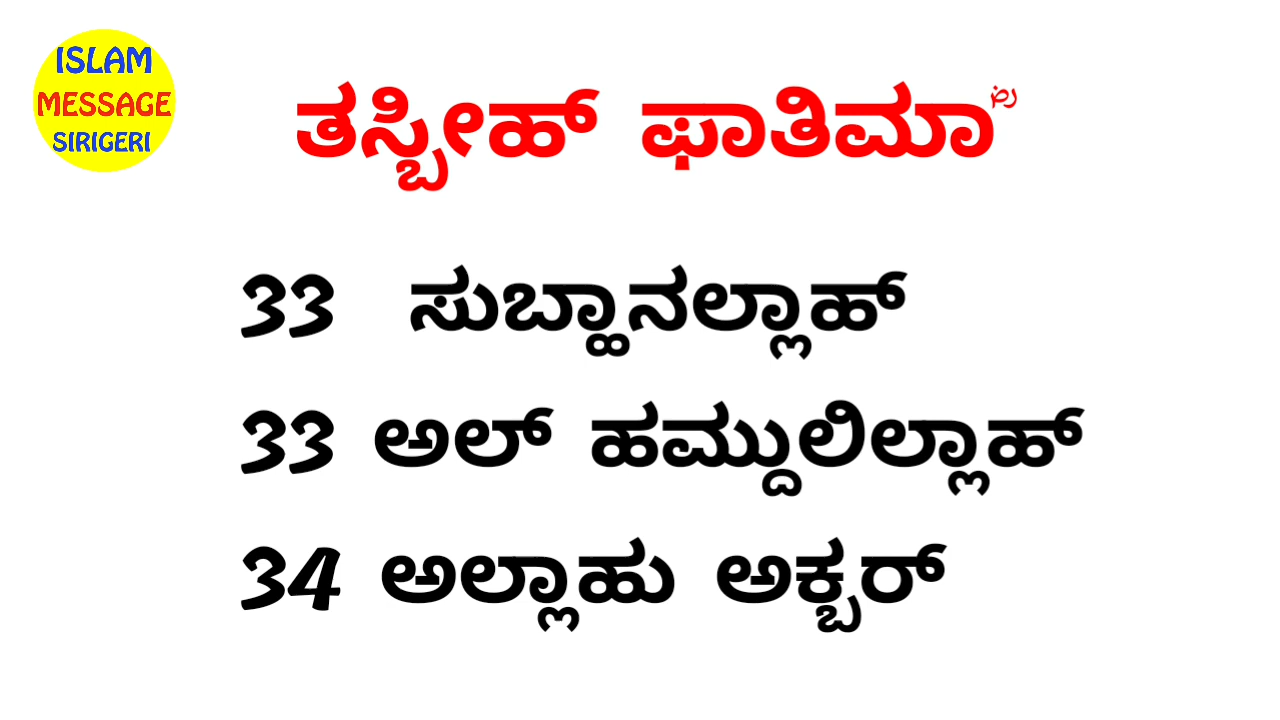 ISLAM
MESSAGE
SIRIGERI
ತಸ್ಬೀಹ್ ಫಾತಿಮಾ ؓ
33 ಸುಬ್ಹಾನಲ್ಲಾಹ್
33 ಅಲ್ ಹಮ್ದುಲಿಲ್ಲಾಹ್
34 ಅಲ್ಲಾಹು ಅಕ್ಬರ್